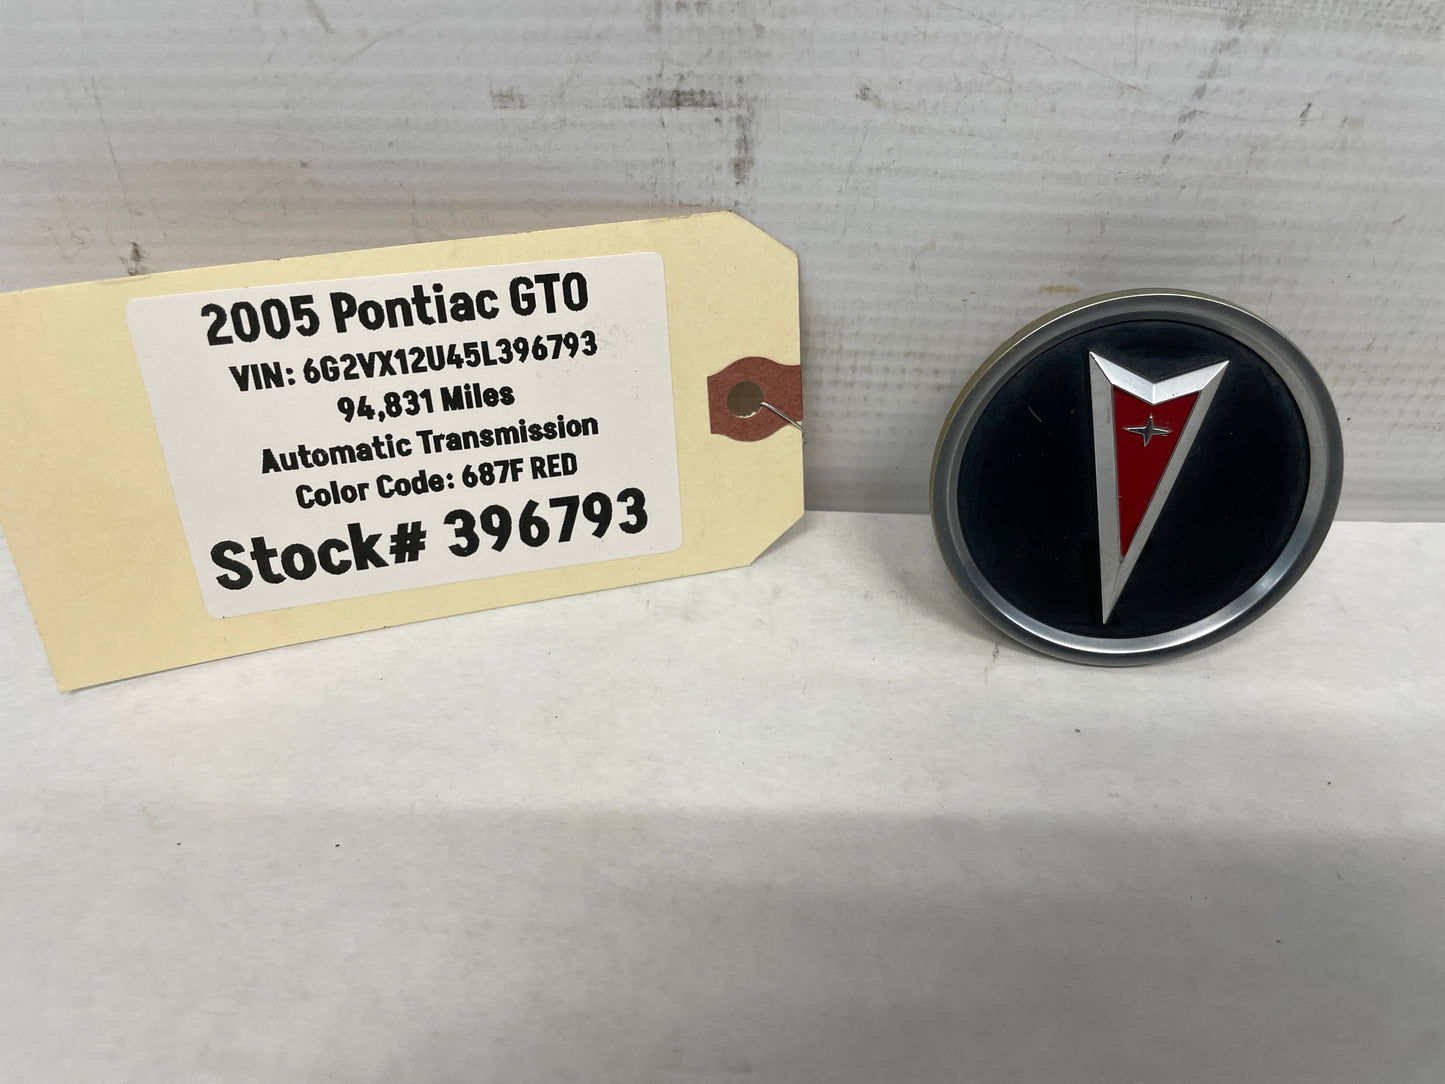 2005 Pontiac GTO
VIN: 6G2VX12U45L396793
94,831 Miles
Automatic Transmission
Color Code: 687F RED
Stock# 396793